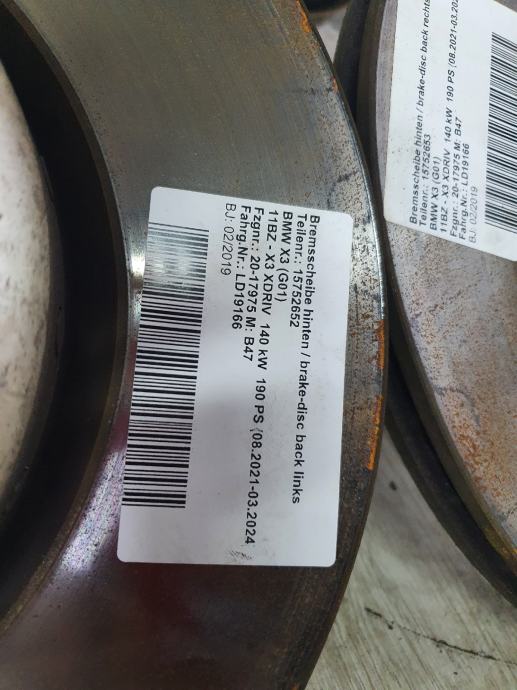 Bremsscheibe hinten / brake-disc back links
Teilenr.: 15752652
BMW X3 (G01)
11BZ - X3 XDRIV 140 kW 190 PS (08.2021-03.2024
Fzgnr.: 20-17975 M: B47
Fahrg.Nr.: LD19166
BJ: 02/2019
Bremsscheibe hinten / brake-disc back rechts
Teilenr.: 15752653
BMW X3 (G01)
11BZ - X3 XDRIV 140 kW 190 PS (08.2021-03.202
Fzgnr.: 20-17975 M: B47
Fahrg.Nr.: LD19166
BJ: 02/2019